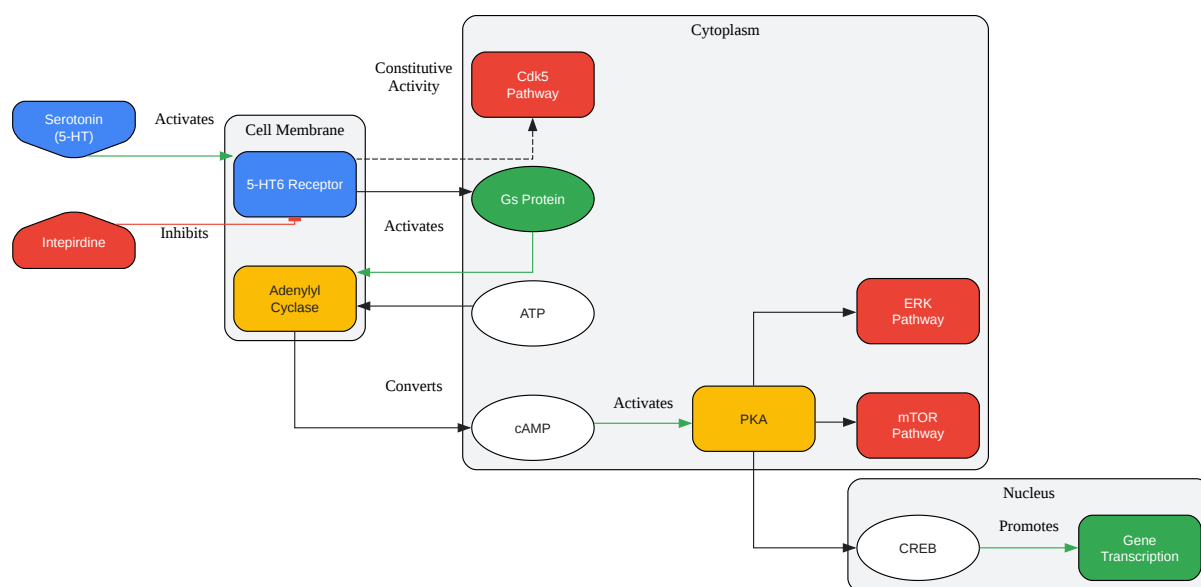 Cytoplasm
Constitutive
Activity
Cdk5
Pathway
Serotonin
(5-HT)
Activates
Cell Membrane
5-HT6 Receptor
Gs Protein
Intepirdine
Inhibits
Activates
Adenylyl
Cyclase
ATP
ERK
Pathway
Converts
cAMP
Activates
PKA
mTOR
Pathway
Nucleus
CREB
Promotes
Gene
Transcription